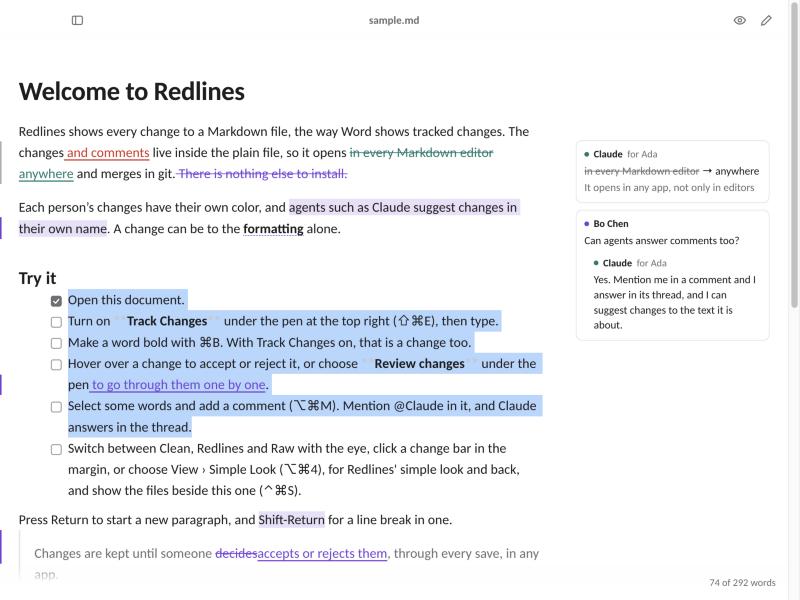 sample.md
Welcome to Redlines
Redlines shows every change to a Markdown file, the way Word shows tracked changes. The
changes and comments live inside the plain file, so it opens in every Markdown editor
anywhere and merges in git. There is nothing else to install.
Each person’s changes have their own color, and agents such as Claude suggest changes in
their own name. A change can be to the formatting alone.
Try it
Open this document.
Turn on **Track Changes** under the pen at the top right (⇧⌘E), then type.
Make a word bold with ⌘B. With Track Changes on, that is a change too.
Hover over a change to accept or reject it, or choose **Review changes** under the
pen to go through them one by one.
Select some words and add a comment (⌥⌘M). Mention @Claude in it, and Claude
answers in the thread.
Switch between Clean, Redlines and Raw with the eye, click a change bar in the
margin, or choose View › Simple Look (⌥⌘4), for Redlines' simple look and back,
and show the files beside this one (^⌘S).
Press Return to start a new paragraph, and Shift-Return for a line break in one.
Changes are kept until someone decidesaccepts or rejects them, through every save, in any
app.
Claude for Ada
in every Markdown editor → anywhere
It opens in any app, not only in editors
Bo Chen
Can agents answer comments too?
Claude for Ada
Yes. Mention me in a comment and I
answer in its thread, and I can
suggest changes to the text it is
about.
74 of 292 words